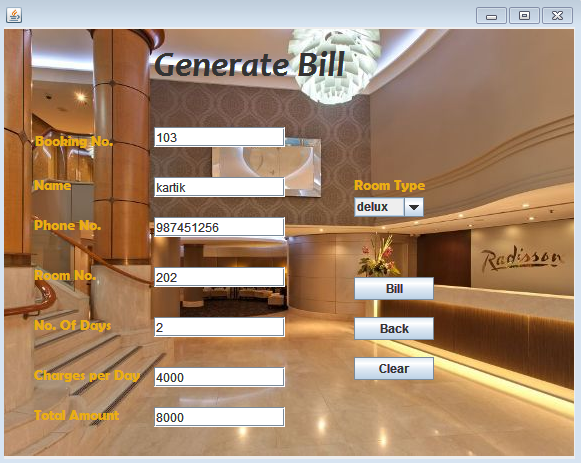 Generate Bill
Booking No. 103
Name kartik Room Type
delux
Phone No. 987451256
Radisson
Room No. 202
Bill
No. Of Days 2
Back
Charges per Day 4000
Clear
Total Amount 8000